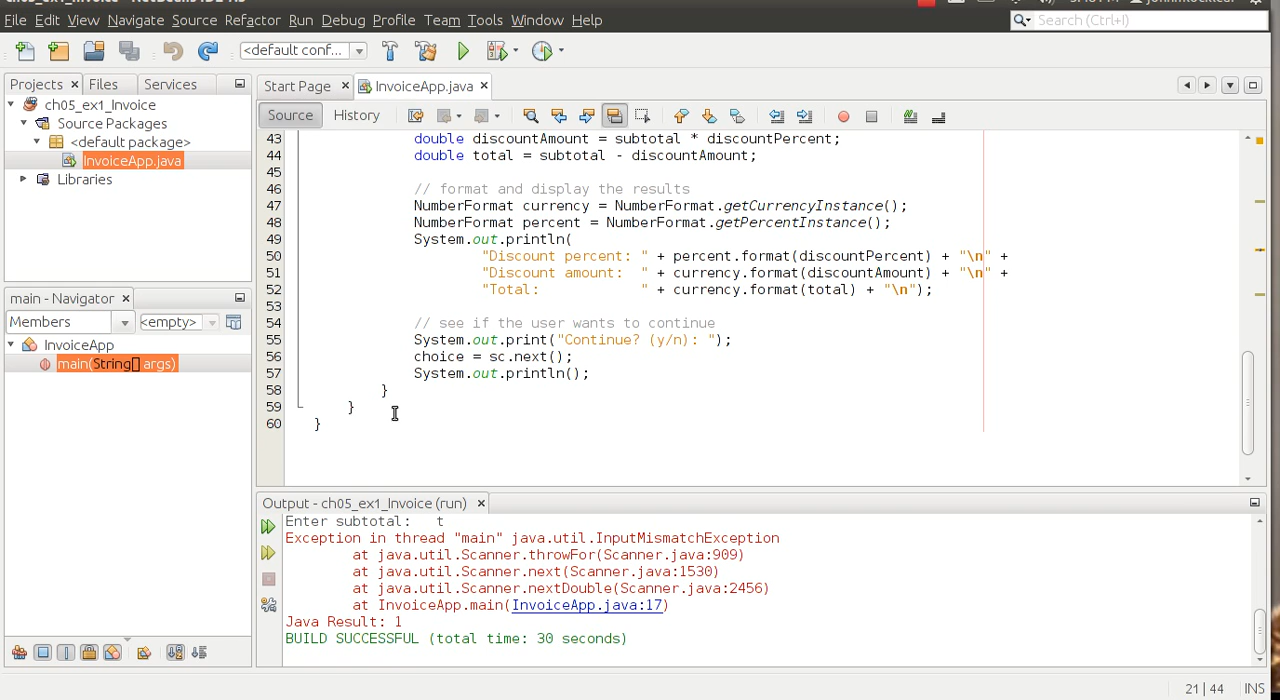 File Edit View Navigate Source Refactor Run Debug Profile Team Tools Window Help
Search (Ctrl+I)
<default conf...
Projects Files Services
Start Page InvoiceApp.java
ch05_ex1_Invoice
Source Packages
<default package>
InvoiceApp.java
Libraries
Source History
43 double discountAmount = subtotal * discountPercent;
44 double total = subtotal - discountAmount;
45
46 // format and display the results
47 NumberFormat currency = NumberFormat.getCurrencyInstance();
48 NumberFormat percent = NumberFormat.getPercentInstance();
49 System.out.println(
50 "Discount percent: " + percent.format(discountPercent) + "\n" +
51 "Discount amount:  " + currency.format(discountAmount) + "\n" +
52 "Total:            " + currency.format(total) + "\n");
53
54 // see if the user wants to continue
55 System.out.print("Continue? (y/n): ");
56 choice = sc.next();
57 System.out.println();
58 }
59 }
60 }
main - Navigator
Members <empty>
InvoiceApp
main(String[] args)
Output - ch05_ex1_Invoice (run)
Enter subtotal:   t
Exception in thread "main" java.util.InputMismatchException
at java.util.Scanner.throwFor(Scanner.java:909)
at java.util.Scanner.next(Scanner.java:1530)
at java.util.Scanner.nextDouble(Scanner.java:2456)
at InvoiceApp.main(InvoiceApp.java:17)
Java Result: 1
BUILD SUCCESSFUL (total time: 30 seconds)
21|44 INS